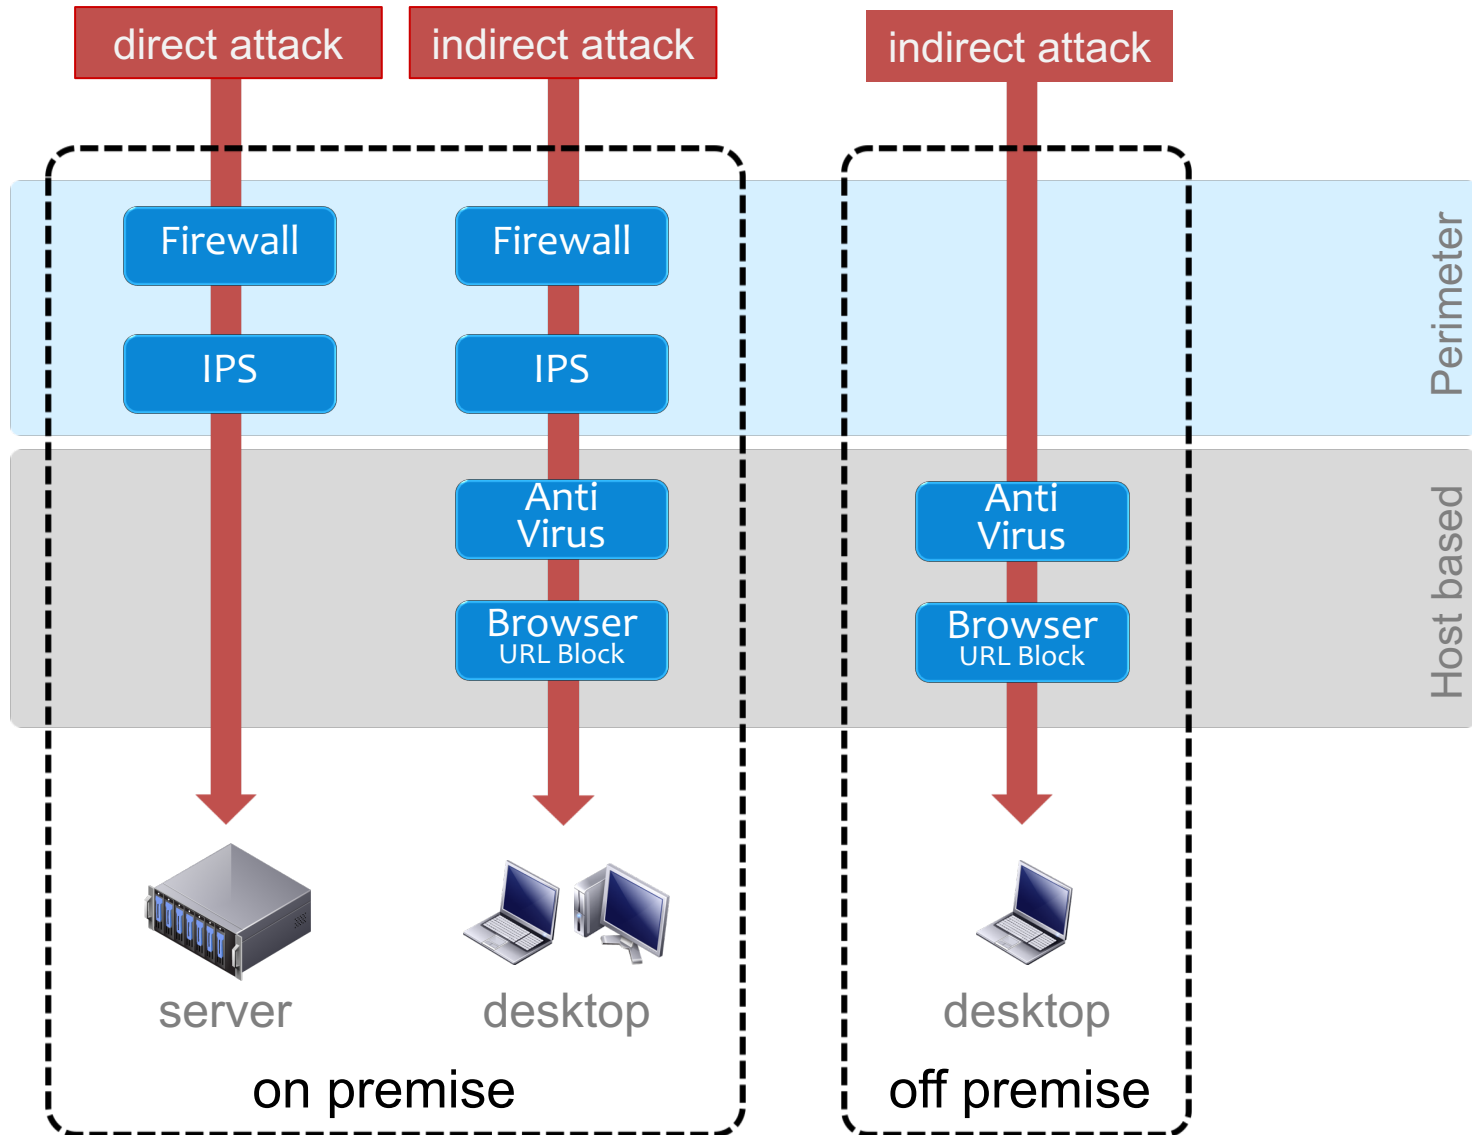 direct attack
indirect attack
indirect attack
Firewall
Firewall
IPS
IPS
Perimeter
Anti
Virus
Anti
Virus
Browser
URL Block
Browser
URL Block
Host based
server
desktop
desktop
on premise
off premise